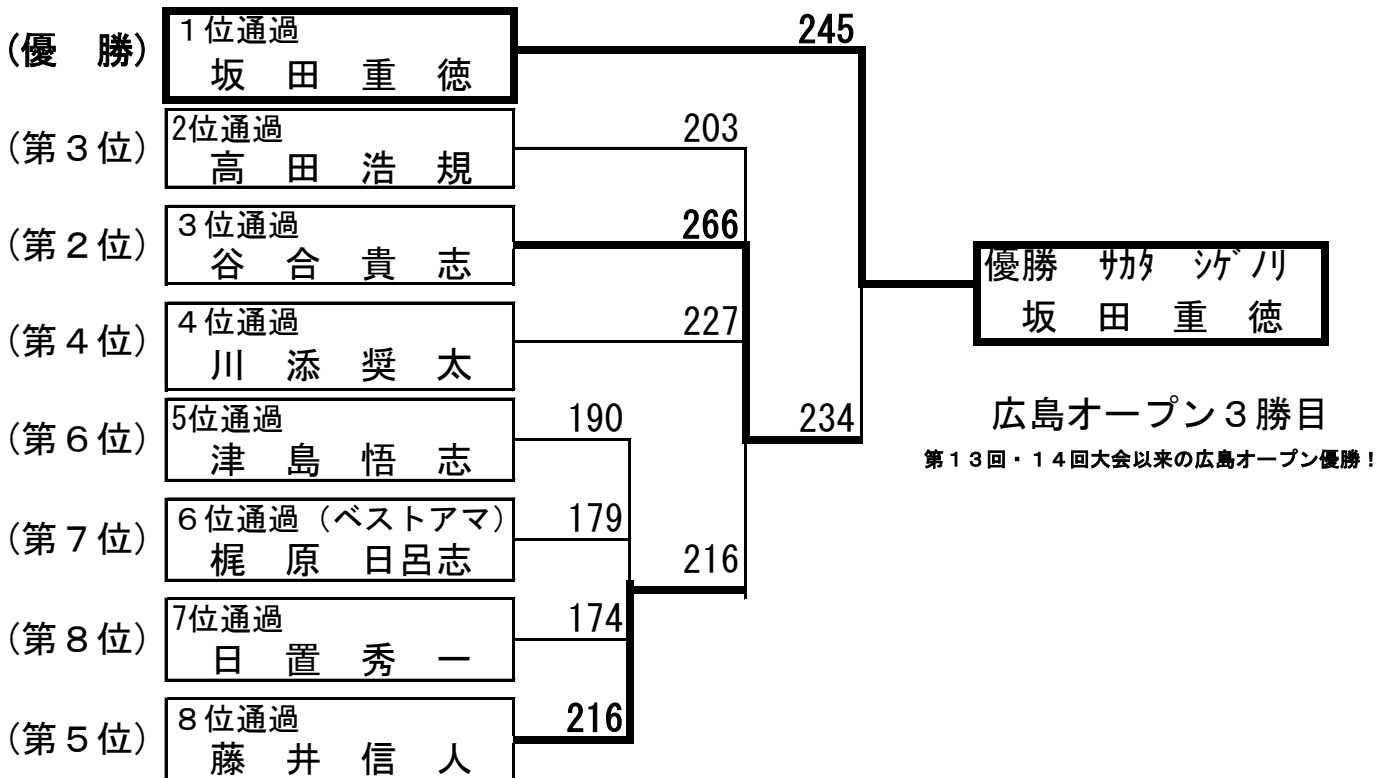 (優　勝)
１位通過
坂　田　重　徳
245
(第３位)
2位通過
高　田　浩　規
203
(第２位)
３位通過
谷　合　貴　志
266
優勝　ｻｶﾀ　ｼｹﾞﾉﾘ
坂　田　重　徳
(第４位)
４位通過
川　添　奨　太
227
(第６位)
5位通過
津　島　悟　志
190
234
広島オープン３勝目
第１３回・１４回大会以来の広島オープン優勝！
(第７位)
６位通過（ベストアマ）
梶　原　日呂志
179
216
(第８位)
7位通過
日　置　秀　一
174
(第５位)
８位通過
藤　井　信　人
216